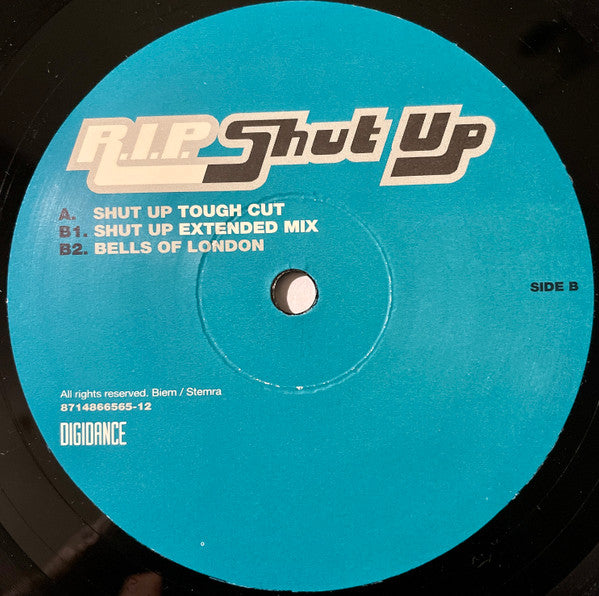 R.I.P. Shut Up
A. SHUT UP TOUGH CUT
B1. SHUT UP EXTENDED MIX
B2. BELLS OF LONDON
SIDE B
All rights reserved. Biem / Stemra
8714866565-12
DIGIDANCE